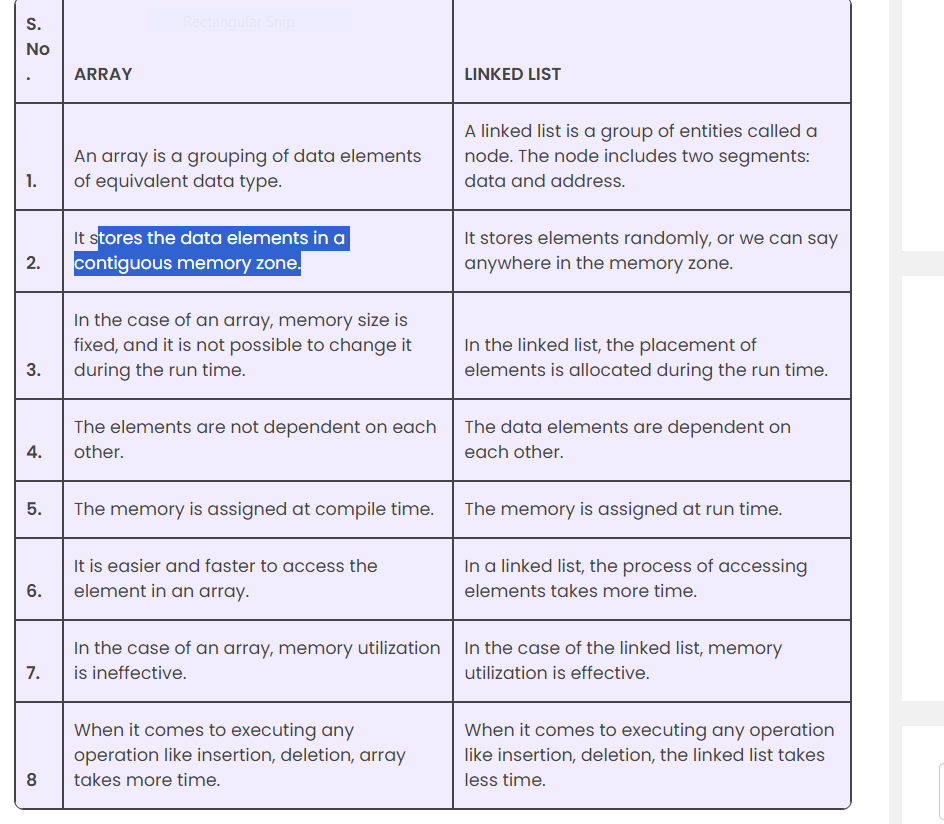 Rectangular Snip
S.
No
.
ARRAY
LINKED LIST
1.
An array is a grouping of data elements
of equivalent data type.
A linked list is a group of entities called a
node. The node includes two segments:
data and address.
2.
It stores the data elements in a
contiguous memory zone.
It stores elements randomly, or we can say
anywhere in the memory zone.
3.
In the case of an array, memory size is
fixed, and it is not possible to change it
during the run time.
In the linked list, the placement of
elements is allocated during the run time.
4.
The elements are not dependent on each
other.
The data elements are dependent on
each other.
5.
The memory is assigned at compile time.
The memory is assigned at run time.
6.
It is easier and faster to access the
element in an array.
In a linked list, the process of accessing
elements takes more time.
7.
In the case of an array, memory utilization
is ineffective.
In the case of the linked list, memory
utilization is effective.
8
When it comes to executing any
operation like insertion, deletion, array
takes more time.
When it comes to executing any operation
like insertion, deletion, the linked list takes
less time.